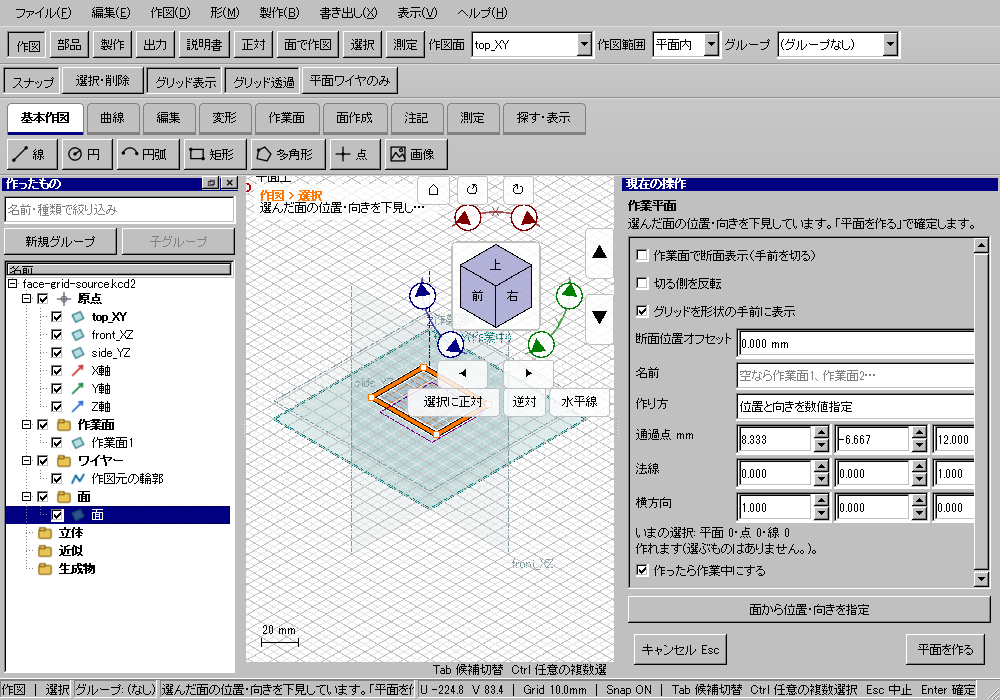 ファイル(F) 編集(E) 作図(D) 形(M) 製作(B) 書き出し(X) 表示(V) ヘルプ(H)
作図 部品 製作 出力 説明書 正対 面で作図 選択 測定 作図面 top_XY 作図範囲 平面内 グループ (グループなし)
スナップ 選択・削除 グリッド表示 グリッド透過 平面ワイヤのみ
基本作図 曲線 編集 変形 作業面 面作成 注記 測定 探す・表示
線 円 円弧 矩形 多角形 点 画像
作ったもの
名前・種類で絞り込み
新規グループ 子グループ
名前
face-grid-source.kcd2
原点
top_XY
front_XZ
side_YZ
X軸
Y軸
Z軸
作業面
作業面1
ワイヤー
作図元の輪郭
面
面
立体
近似
生成物
平面上
作図 > 選択
選んだ面の位置・向きを下見し…
上
前 右
side_YZ
選択に正対 逆対 水平線
front_XZ
20 mm
Tab 候補切替 Ctrl 任意の複数選
現在の操作
作業平面
選んだ面の位置・向きを下見しています。「平面を作る」で確定します。
作業面で断面表示(手前を切る)
切る側を反転
グリッドを形状の手前に表示
断面位置オフセット 0.000 mm
名前 空なら作業面1、作業面2…
作り方 位置と向きを数値指定
通過点 mm 8.333 -6.667 12.000
法線 0.000 0.000 1.000
横方向 1.000 0.000 0.000
いまの選択: 平面 0・点 0・線 0
作れます(選ぶものはありません。)。
作ったら作業中にする
面から位置・向きを指定
キャンセル Esc 平面を作る
作図 | 選択 グループ: (なし) 選んだ面の位置・向きを下見しています。「平面を作 U -224.8 V 83.4 | Grid 10.0mm | Snap ON | Tab 候補切替 Ctrl 任意の複数選択 Esc 中止 Enter 確定